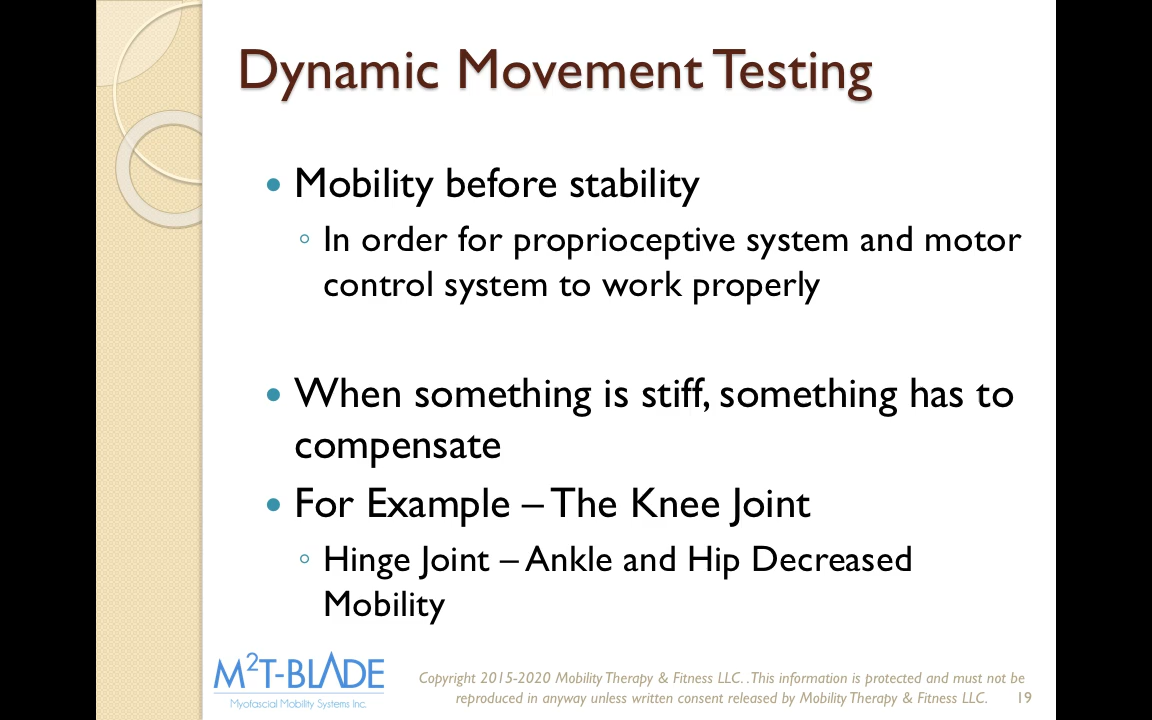 Dynamic Movement Testing
• Mobility before stability
◦ In order for proprioceptive system and motor
control system to work properly
• When something is stiff, something has to
compensate
• For Example – The Knee Joint
◦ Hinge Joint – Ankle and Hip Decreased
Mobility
M²T-BLADE
Myofascial Mobility Systems Inc.
Copyright 2015-2020 Mobility Therapy & Fitness LLC. . This information is protected and must not be
reproduced in anyway unless written consent released by Mobility Therapy & Fitness LLC.
19